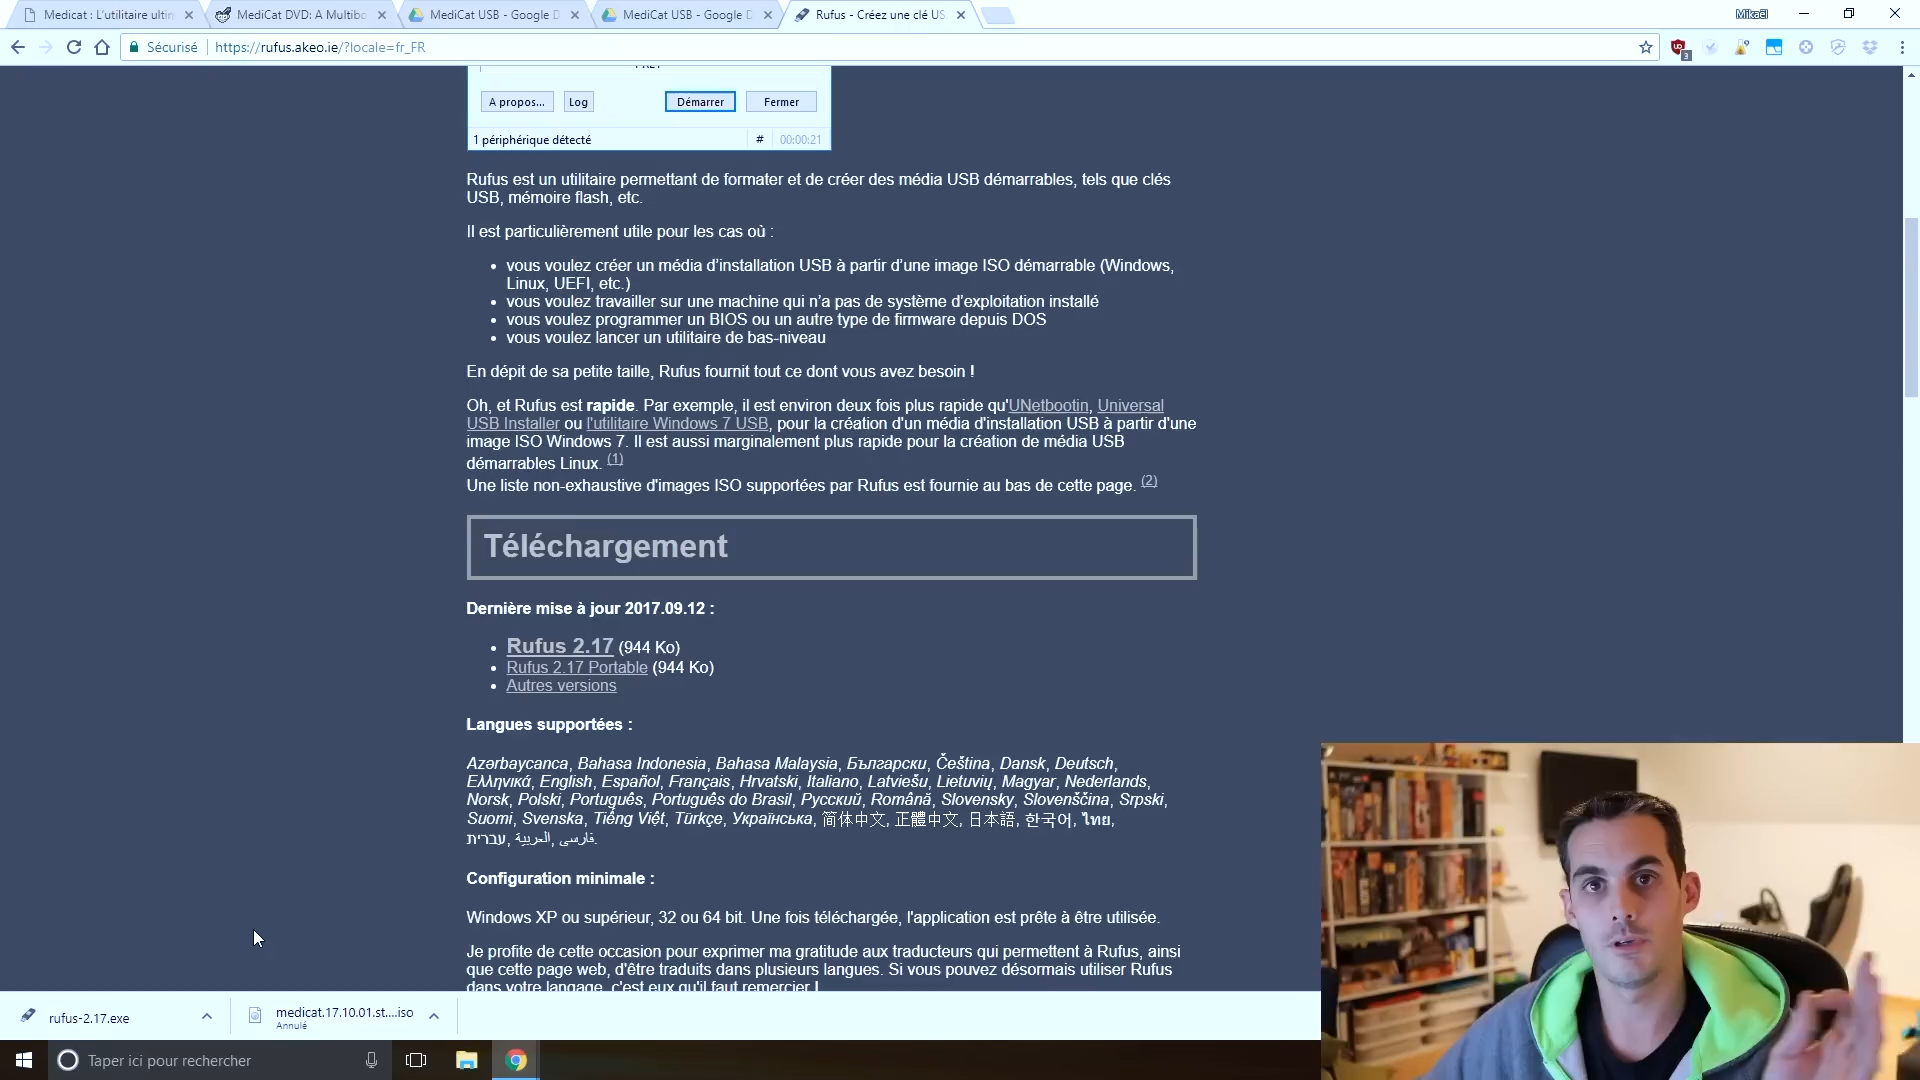 Medicat : L'utilitaire ultim
MediCat DVD: A Multibo
MediCat USB - Google D
MediCat USB - Google D
Rufus - Créez une clé US
Mikaël
Sécurisé
https://rufus.akeo.ie/?locale=fr_FR
3
A propos...
Log
Démarrer
Fermer
1 périphérique détecté
#
00:00:21
Rufus est un utilitaire permettant de formater et de créer des média USB démarrables, tels que clés
USB, mémoire flash, etc.
Il est particulièrement utile pour les cas où :
vous voulez créer un média d’installation USB à partir d’une image ISO démarrable (Windows,
Linux, UEFI, etc.)
vous voulez travailler sur une machine qui n’a pas de système d’exploitation installé
vous voulez programmer un BIOS ou un autre type de firmware depuis DOS
vous voulez lancer un utilitaire de bas-niveau
En dépit de sa petite taille, Rufus fournit tout ce dont vous avez besoin !
Oh, et Rufus est rapide. Par exemple, il est environ deux fois plus rapide qu'UNetbootin, Universal
USB Installer ou l'utilitaire Windows 7 USB, pour la création d'un média d'installation USB à partir d'une
image ISO Windows 7. Il est aussi marginalement plus rapide pour la création de média USB
démarrables Linux. (1)
Une liste non-exhaustive d'images ISO supportées par Rufus est fournie au bas de cette page. (2)
Téléchargement
Dernière mise à jour 2017.09.12 :
Rufus 2.17 (944 Ko)
Rufus 2.17 Portable (944 Ko)
Autres versions
Langues supportées :
Azərbaycanca, Bahasa Indonesia, Bahasa Malaysia, Български, Čeština, Dansk, Deutsch,
Ελληνικά, English, Español, Français, Hrvatski, Italiano, Latviešu, Lietuvių, Magyar, Nederlands,
Norsk, Polski, Português, Português do Brasil, Русский, Română, Slovensky, Slovenščina, Srpski,
Suomi, Svenska, Tiếng Việt, Türkçe, Українська, 简体中文, 正體中文, 日本語, 한국어, ไทย,
עברית, العربية, فارسی.
Configuration minimale :
Windows XP ou supérieur, 32 ou 64 bit. Une fois téléchargée, l'application est prête à être utilisée.
Je profite de cette occasion pour exprimer ma gratitude aux traducteurs qui permettent à Rufus, ainsi
que cette page web, d'être traduits dans plusieurs langues. Si vous pouvez désormais utiliser Rufus
dans votre langage, c'est eux qu'il faut remercier !
rufus-2.17.exe
medicat.17.10.01.st....iso
Annulé
Taper ici pour rechercher